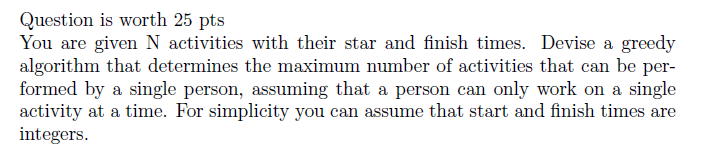 Question is worth 25 pts
You are given N activities with their star and finish times. Devise a greedy
algorithm that determines the maximum number of activities that can be per-
formed by a single person, assuming that a person can only work on a single
activity at a time. For simplicity you can assume that start and finish times are
integers.